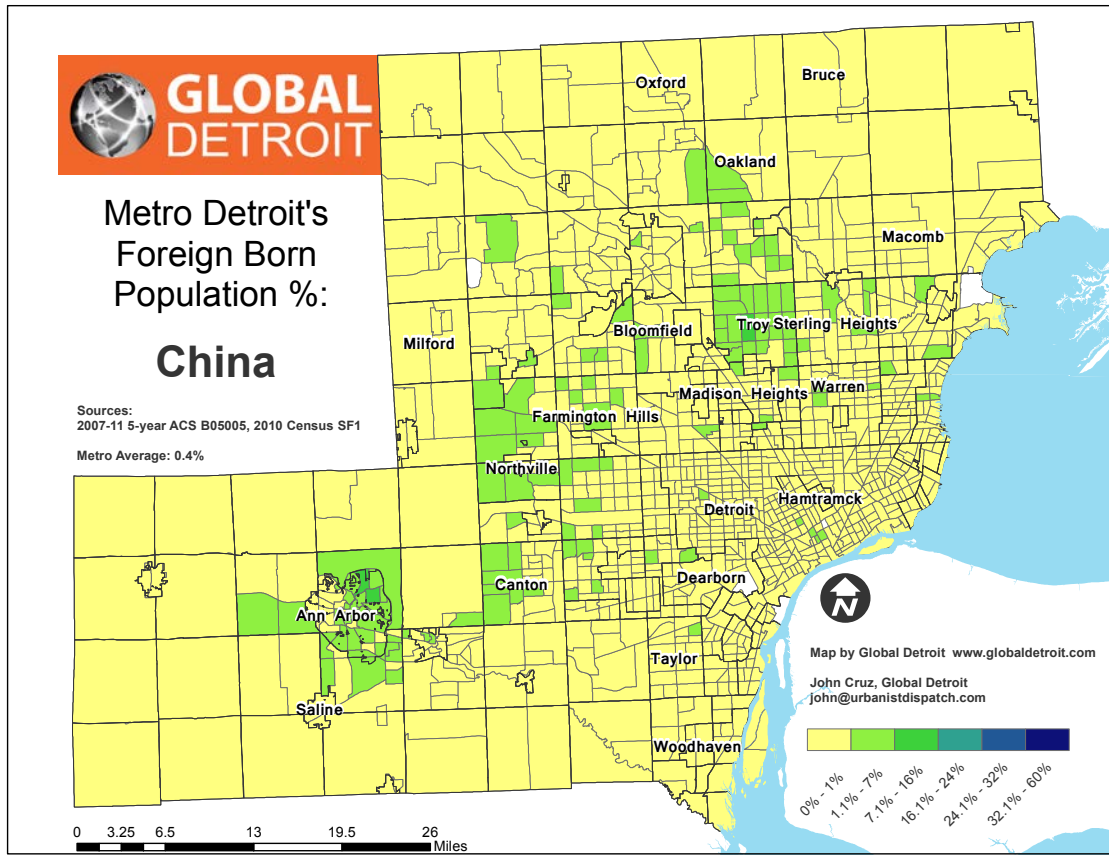 GLOBAL
DETROIT
Metro Detroit's
Foreign Born
Population %:
China
Sources:
2007-11 5-year ACS B05005, 2010 Census SF1
Metro Average: 0.4%
Oxford
Bruce
Oakland
Macomb
Milford
Bloomfield
Troy
Sterling Heights
Madison Heights
Warren
Farmington Hills
Northville
Hamtramck
Detroit
Canton
Dearborn
Ann Arbor
Taylor
Saline
Woodhaven
N
Map by Global Detroit www.globaldetroit.com
John Cruz, Global Detroit
john@urbanistdispatch.com
0% - 1%
1.1% - 7%
7.1% - 16%
16.1% - 24%
24.1% - 32%
32.1% - 60%
0 3.25 6.5 13 19.5 26
Miles